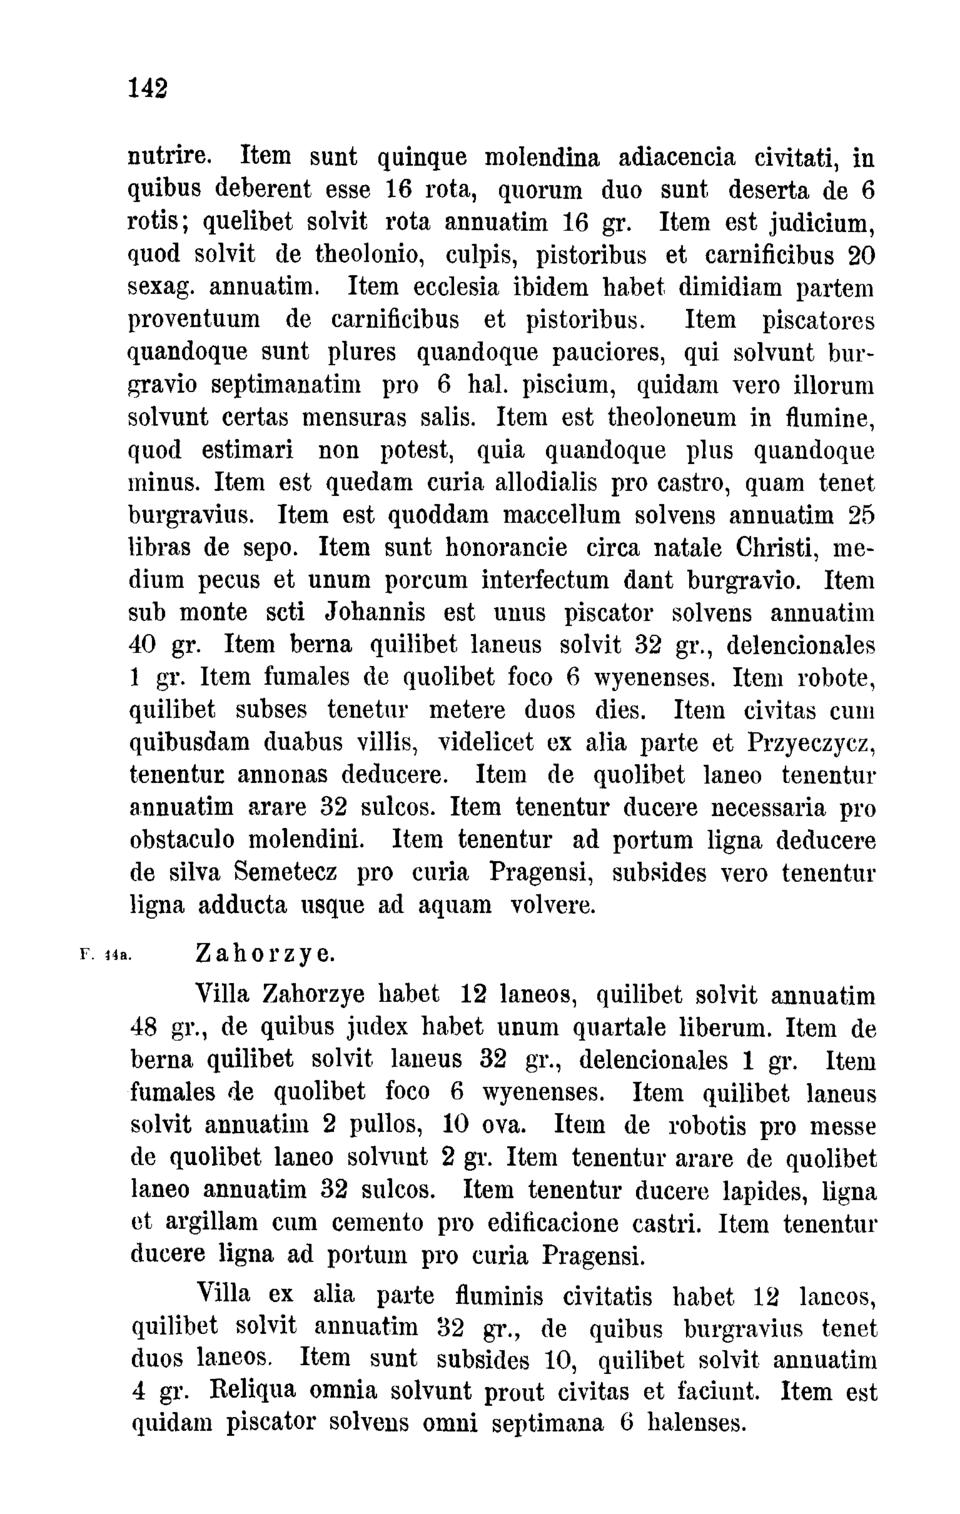 142
nutrire. Item sunt quinque molendina adiacencia civitati, in
quibus deberent esse 16 rota, quorum duo sunt deserta de 6
rotis; quelibet solvit rota annuatim 16 gr. Item est judicium,
quod solvit de theolonio, culpis, pistoribus et carnificibus 20
sexag. annuatim. Item ecclesia ibidem habet dimidiam partem
proventuum de carnificibus et pistoribus. Item piscatores
quandoque sunt plures quandoque pauciores, qui solvunt bur-
gravio septimanatim pro 6 hal. piscium, quidam vero illorum
solvunt certas mensuras salis. Item est theoloneum in flumine,
quod estimari non potest, quia quandoque plus quandoque
minus. Item est quedam curia allodialis pro castro, quam tenet
burgravius. Item est quoddam maccellum solvens annuatim 25
libras de sepo. Item sunt honorancie circa natale Christi, me-
dium pecus et unum porcum interfectum dant burgravio. Item
sub monte scti Johannis est unus piscator solvens annuatim
40 gr. Item berna quilibet laneus solvit 32 gr., delencionales
1 gr. Item fumales de quolibet foco 6 wyenenses. Item robote,
quilibet subses tenetur metere duos dies. Item civitas cum
quibusdam duabus villis, videlicet ex alia parte et Przyeczycz,
tenentur annonas deducere. Item de quolibet laneo tenentur
annuatim arare 32 sulcos. Item tenentur ducere necessaria pro
obstaculo molendini. Item tenentur ad portum ligna deducere
de silva Semetecz pro curia Pragensi, subsides vero tenentur
ligna adducta usque ad aquam volvere.
F. 44a. Zahorzye.
Villa Zahorzye habet 12 laneos, quilibet solvit annuatim
48 gr., de quibus judex habet unum quartale liberum. Item de
berna quilibet solvit laneus 32 gr., delencionales 1 gr. Item
fumales de quolibet foco 6 wyenenses. Item quilibet laneus
solvit annuatim 2 pullos, 10 ova. Item de robotis pro messe
de quolibet laneo solvunt 2 gr. Item tenentur arare de quolibet
laneo annuatim 32 sulcos. Item tenentur ducere lapides, ligna
et argillam cum cemento pro edificacione castri. Item tenentur
ducere ligna ad portum pro curia Pragensi.
Villa ex alia parte fluminis civitatis habet 12 laneos,
quilibet solvit annuatim 32 gr., de quibus burgravius tenet
duos laneos. Item sunt subsides 10, quilibet solvit annuatim
4 gr. Reliqua omnia solvunt prout civitas et faciunt. Item est
quidam piscator solvens omni septimana 6 halenses.